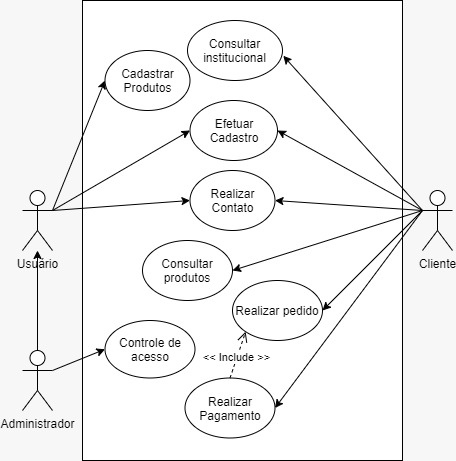 Consultar
institucional
Cadastrar
Produtos
Efetuar
Cadastro
Realizar
Contato
Usuário
Cliente
Consultar
produtos
Realizar pedido
Controle de
acesso
<< Include >>
Realizar
Pagamento
Administrador